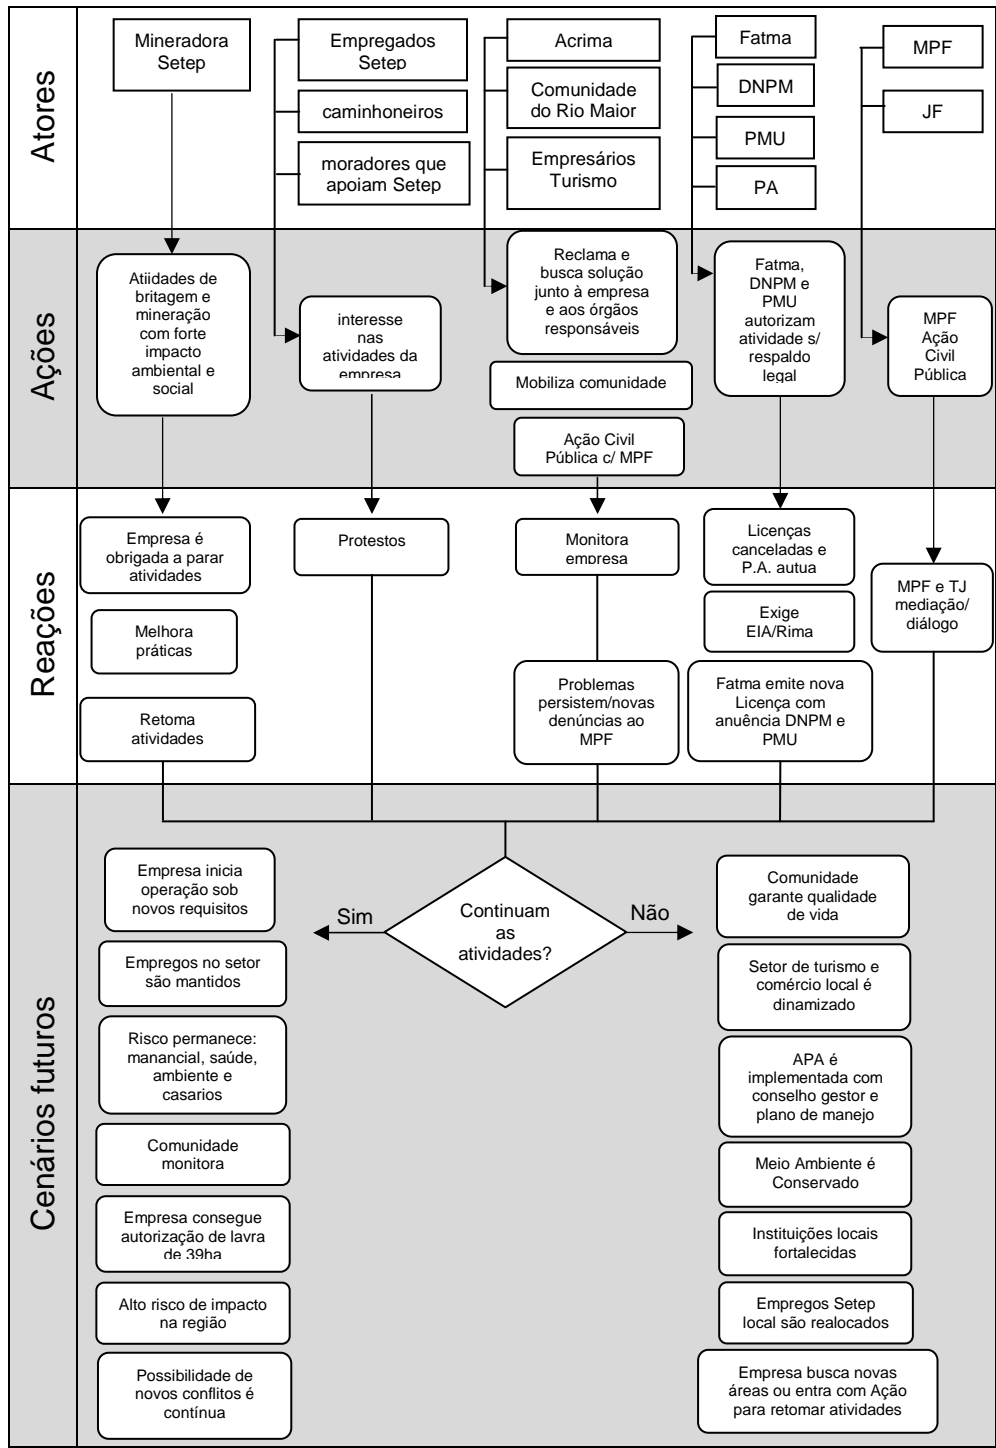 Atores
Mineradora
Setep
Empregados
Setep
caminhoneiros
moradores que
apoiam Setep
Acrima
Comunidade
do Rio Maior
Empresários
Turismo
Fatma
DNPM
PMU
PA
MPF
JF
Ações
Atiidades de
britagem e
mineração
com forte
impacto
ambiental e
social
interesse
nas
atividades da
empresa
Reclama e
busca solução
junto à empresa
e aos órgãos
responsáveis
Mobiliza comunidade
Ação Civil
Pública c/ MPF
Fatma,
DNPM e
PMU
autorizam
atividade s/
respaldo
legal
MPF
Ação
Civil
Pública
Reações
Empresa é
obrigada a parar
atividades
Melhora
práticas
Retoma
atividades
Protestos
Monitora
empresa
Problemas
persistem/novas
denúncias ao
MPF
Licenças
canceladas e
P.A. autua
Exige
EIA/Rima
Fatma emite nova
Licença com
anuência DNPM e
PMU
MPF e TJ
mediação/
diálogo
Cenários futuros
Continuam
as
atividades?
Sim
Não
Empresa inicia
operação sob
novos requisitos
Empregos no setor
são mantidos
Risco permanece:
manancial, saúde,
ambiente e
casarios
Comunidade
monitora
Empresa consegue
autorização de lavra
de 39ha
Alto risco de impacto
na região
Possibilidade de
novos conflitos é
contínua
Comunidade
garante qualidade
de vida
Setor de turismo e
comércio local é
dinamizado
APA é
implementada com
conselho gestor e
plano de manejo
Meio Ambiente é
Conservado
Instituições locais
fortalecidas
Empregos Setep
local são realocados
Empresa busca novas
áreas ou entra com Ação
para retomar atividades